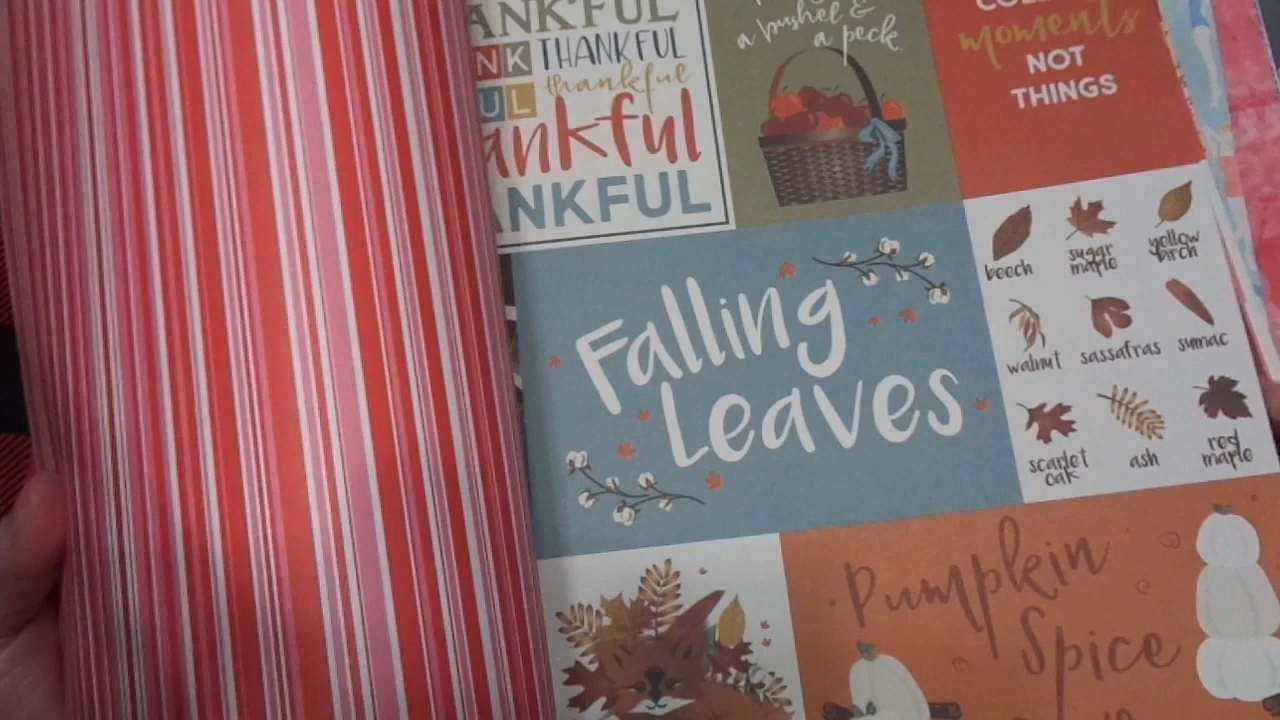 ANKFUL
NK THANKFUL
UL thankful
ankful
ANKFUL
a bushel &
a peck
moments
NOT
THINGS
Falling
Leaves
beech
sugar
maple
yellow
birch
walnut
sassafras
sumac
scarlet
oak
ash
red
maple
Pumpkin
Spice